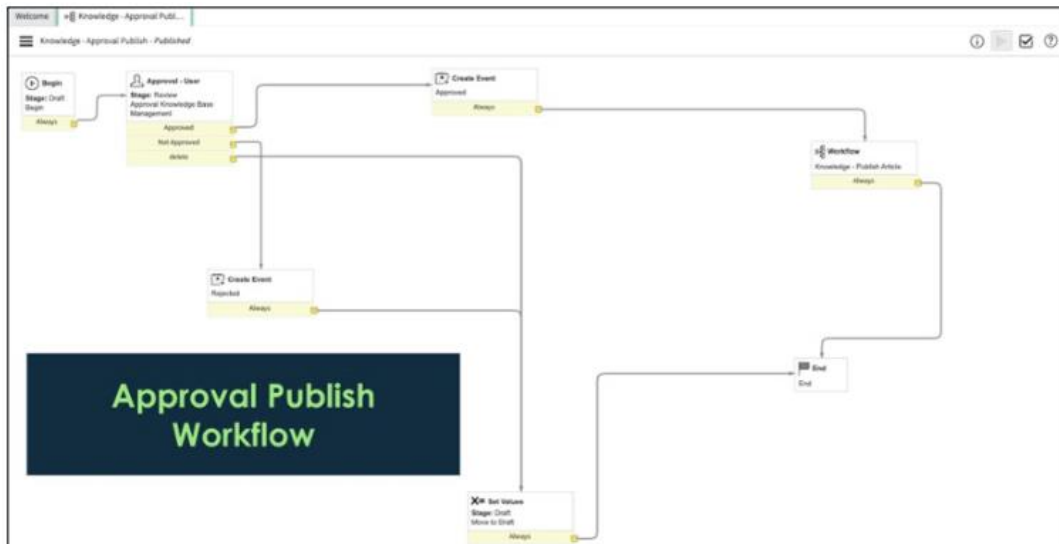 Welcome
Knowledge - Approval Publ...
Knowledge - Approval Publish - Published
Begin
Stage: Draft
Begin
Always
Approval - User
Stage: Review
Approval Knowledge Base
Management
Approved
Not Approved
delete
Create Event
Approved
Always
Workflow
Knowledge - Publish Article
Always
Create Event
Rejected
Always
End
End
Approval Publish
Workflow
X= Set Values
Stage: Draft
Move to Draft
Always